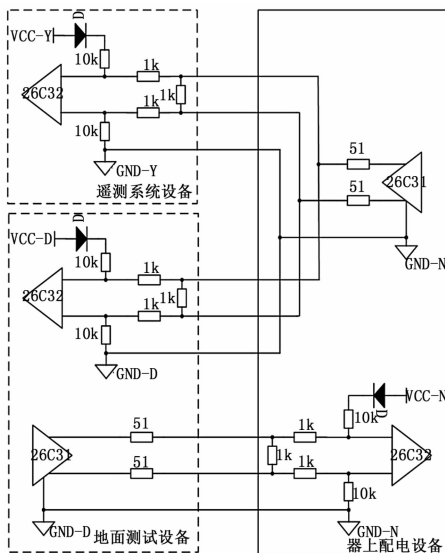 VCC-Y
D
10k
1k
26C32
1k
1k
10k
GND-Y
遥测系统设备
51
51
26C31
GND-N
VCC-D
D
10k
1k
26C32
1k
1k
10k
GND-D
VCC-N
D
10k
51
1k
26C31
26C32
51
1k
1k
10k
GND-D
地面测试设备
GND-N
器上配电设备